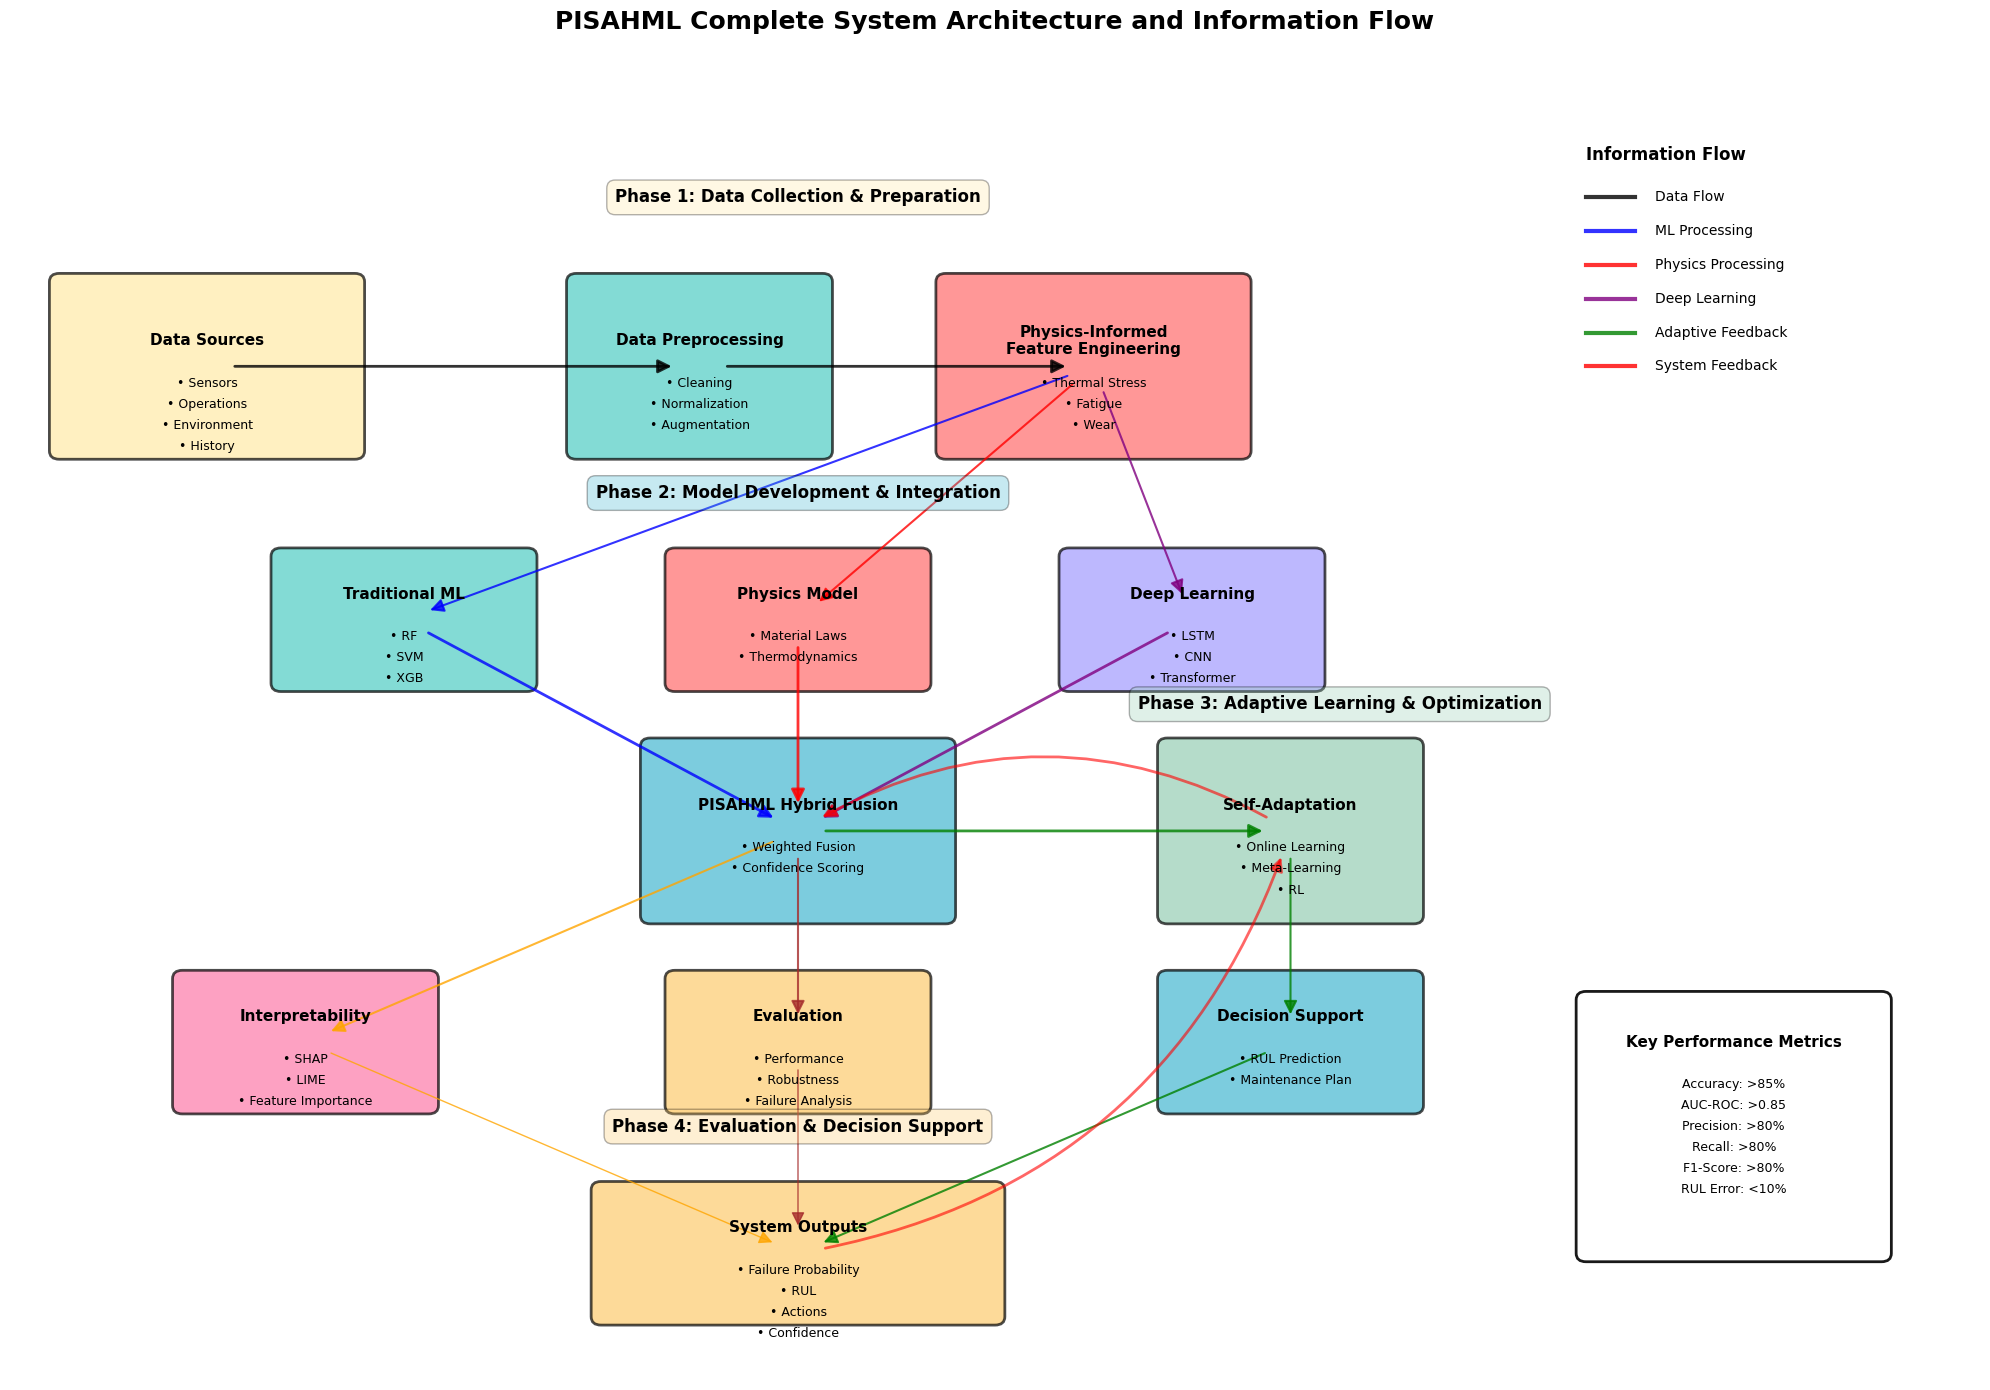 PISAHML Complete System Architecture and Information Flow
Information Flow
Data Flow
ML Processing
Physics Processing
Deep Learning
Adaptive Feedback
System Feedback
Phase 1: Data Collection & Preparation
Data Sources
• Sensors
• Operations
• Environment
• History
Data Preprocessing
• Cleaning
• Normalization
• Augmentation
Physics-Informed
Feature Engineering
• Thermal Stress
• Fatigue
• Wear
Phase 2: Model Development & Integration
Traditional ML
• RF
• SVM
• XGB
Physics Model
• Material Laws
• Thermodynamics
Deep Learning
• LSTM
• CNN
• Transformer
Phase 3: Adaptive Learning & Optimization
PISAHML Hybrid Fusion
• Weighted Fusion
• Confidence Scoring
Self-Adaptation
• Online Learning
• Meta-Learning
• RL
Interpretability
• SHAP
• LIME
• Feature Importance
Evaluation
• Performance
• Robustness
• Failure Analysis
Decision Support
• RUL Prediction
• Maintenance Plan
Key Performance Metrics
Accuracy: >85%
AUC-ROC: >0.85
Precision: >80%
Recall: >80%
F1-Score: >80%
RUL Error: <10%
Phase 4: Evaluation & Decision Support
System Outputs
• Failure Probability
• RUL
• Actions
• Confidence